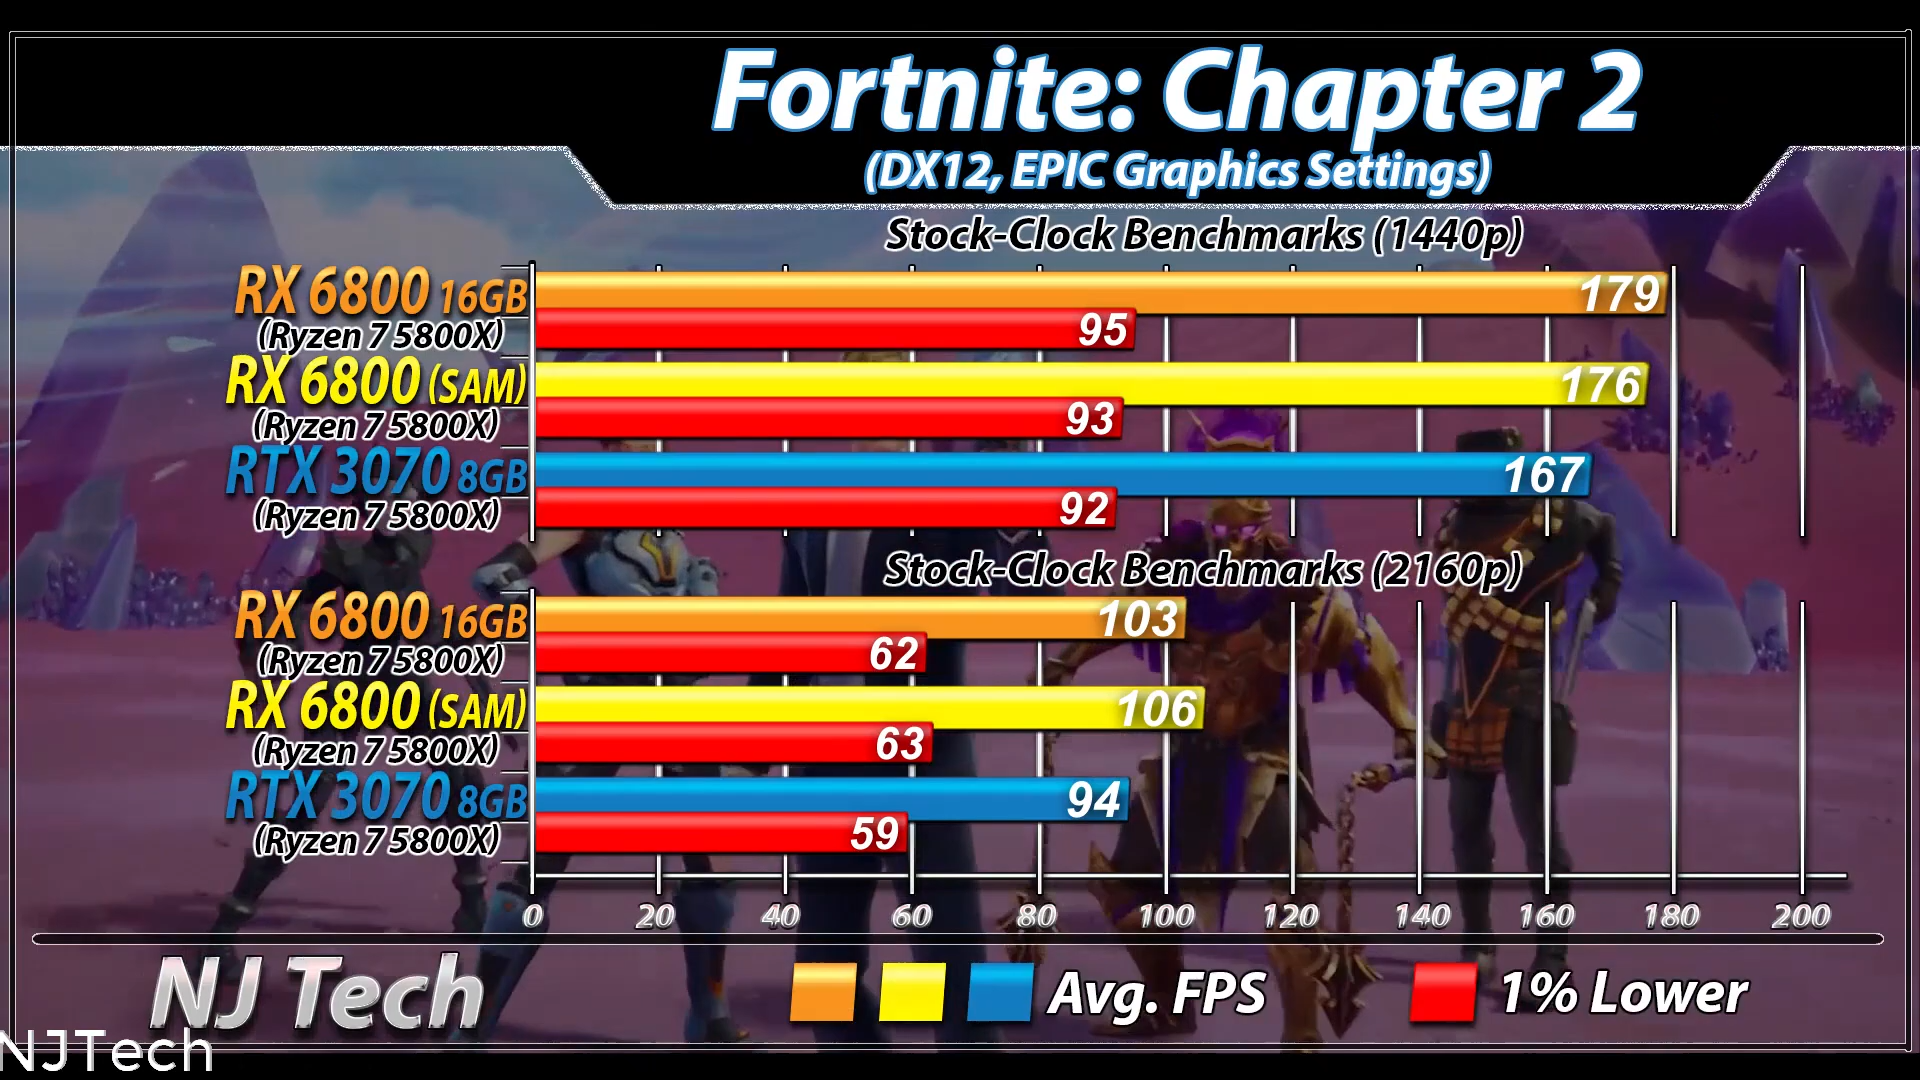 Fortnite: Chapter 2
(DX12, EPIC Graphics Settings)
Stock-Clock Benchmarks (1440p)
RX 6800 16GB 179
(Ryzen 7 5800X) 95
RX 6800 (SAM) 176
(Ryzen 7 5800X) 93
RTX 3070 8GB 167
(Ryzen 7 5800X) 92
Stock-Clock Benchmarks (2160p)
RX 6800 16GB 103
(Ryzen 7 5800X) 62
RX 6800 (SAM) 106
(Ryzen 7 5800X) 63
RTX 3070 8GB 94
(Ryzen 7 5800X) 59
0 20 40 60 80 100 120 140 160 180 200
NJ Tech Avg. FPS 1% Lower
NJTech